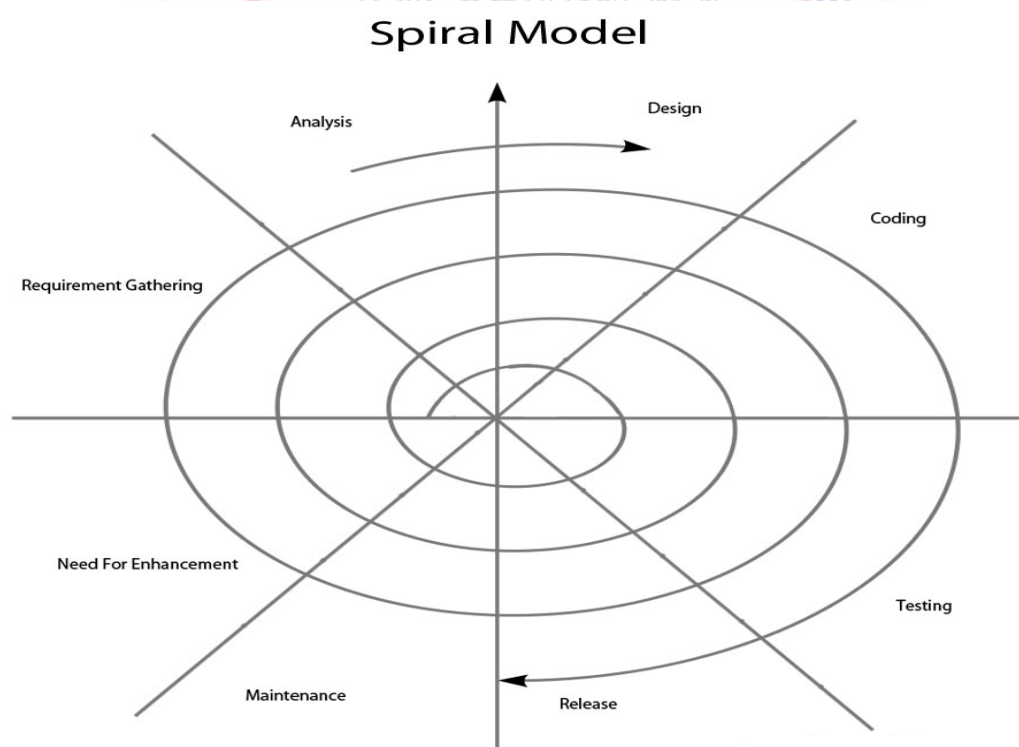 Spiral Model
Analysis
Design
Coding
Requirement Gathering
Need For Enhancement
Testing
Maintenance
Release